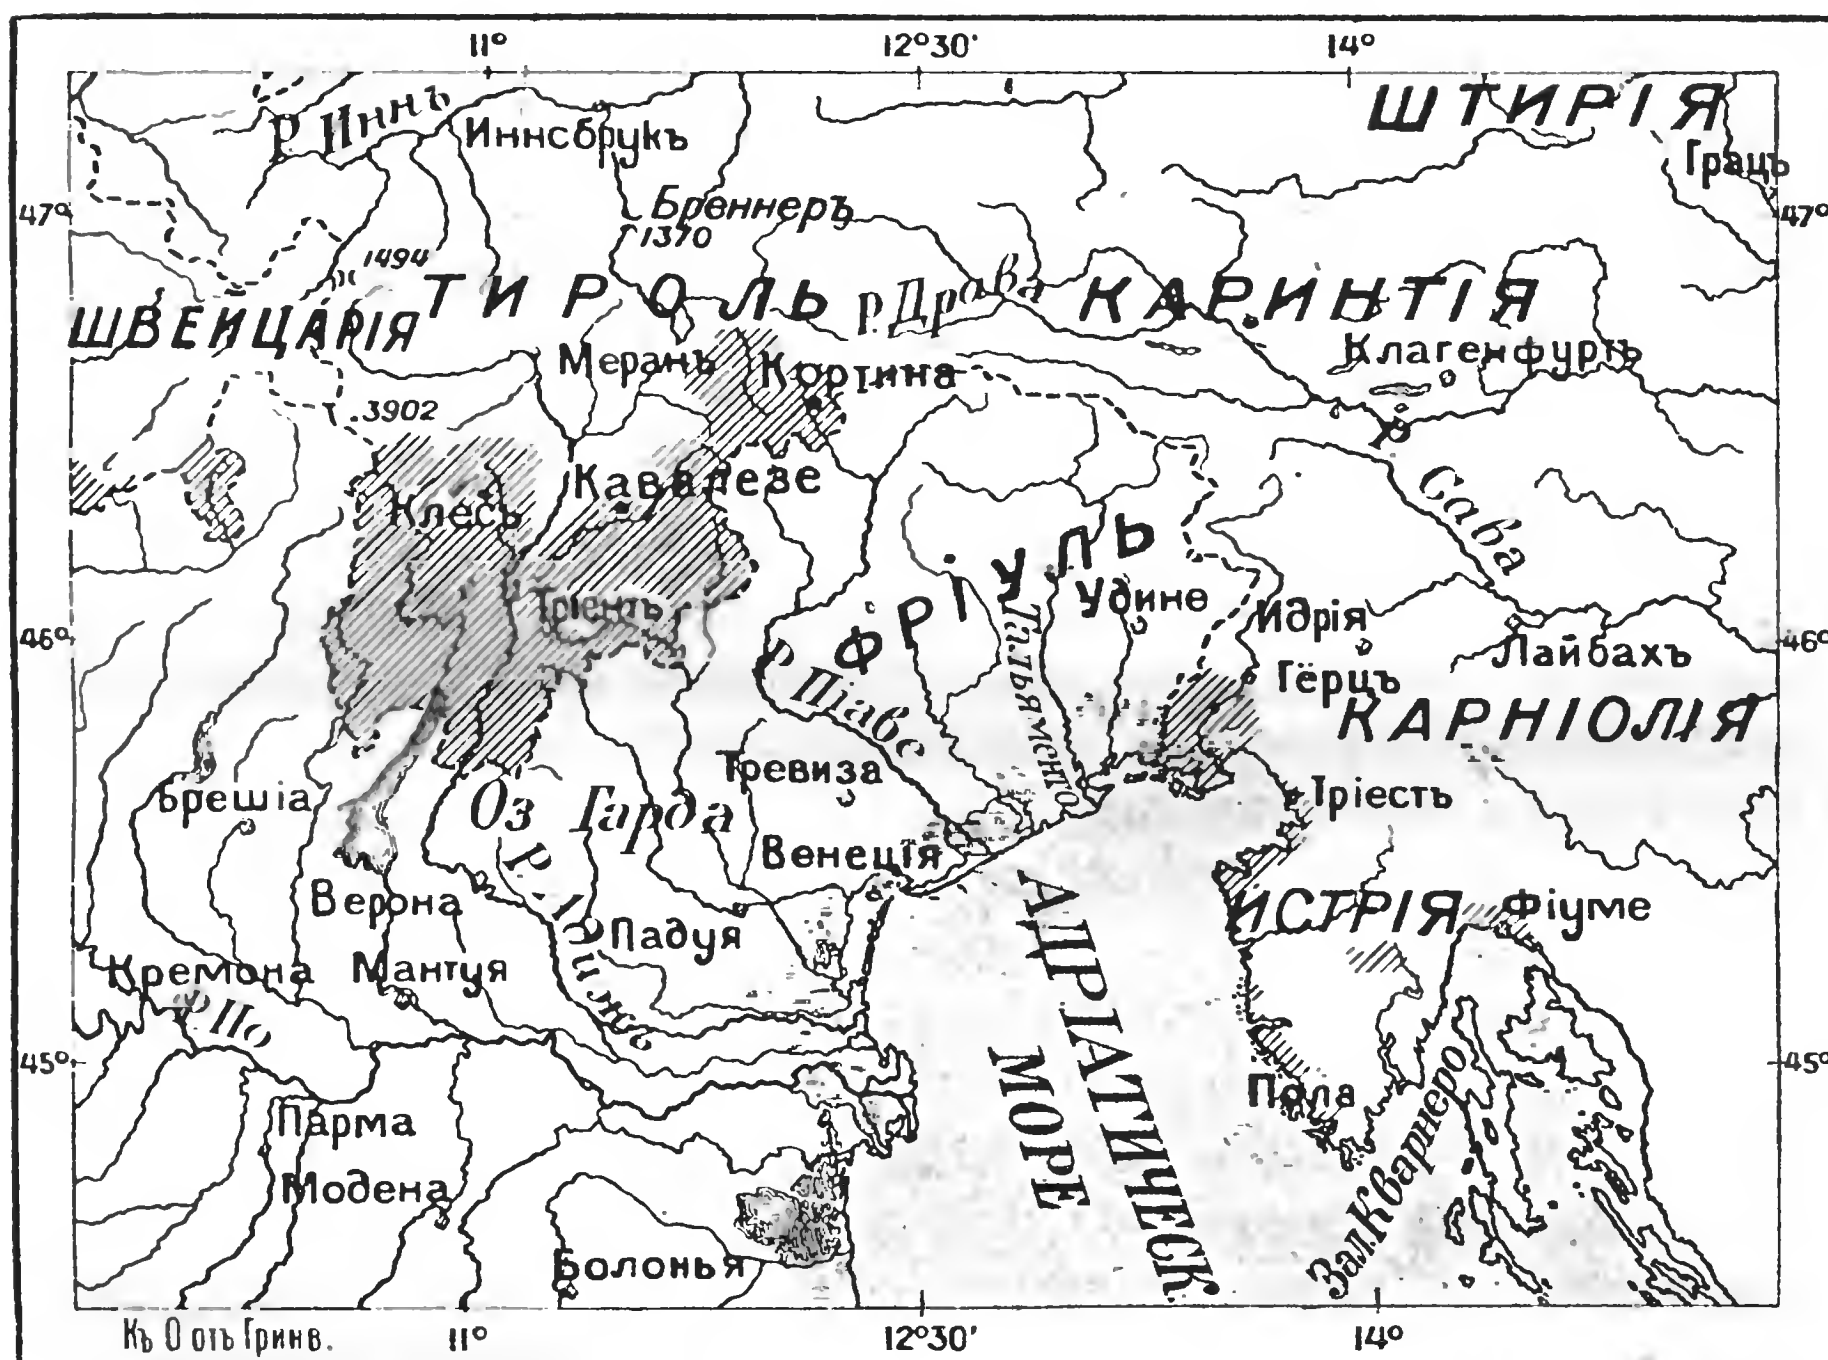 11° 12°30' 14°
ШТИРІЯ
Р. Иннъ
Иннсбрукъ
Грацъ
47° 47°
Бреннеръ
1370
1494
ТИРОЛЬ
р. Драва
КАРИНТІЯ
ШВЕИЦАРІЯ
Меранъ
Кортина
Клагенфуртъ
3902
Р. Сава
Кавалезе
Клесъ
ФРІУЛЬ
Тріентъ
Удине
Идрія
46° 46°
Лайбахъ
Р. Піаве
Тальяменто
Гёрцъ
КАРНІОЛІЯ
Тревиза
Брешіа
Оз Гарда
Тріестъ
Венеція
Р. Эчижъ
Верона
АДРІАТИЧЕСК.
МОРЕ
ИСТРІЯ
Фіуме
Падуя
Кремона
Мантуя
Р. По
45° 45°
Пола
Зал. Кварнеро
Парма
Модена
Болонья
Къ О отъ Гринв.
11° 12°30' 14°